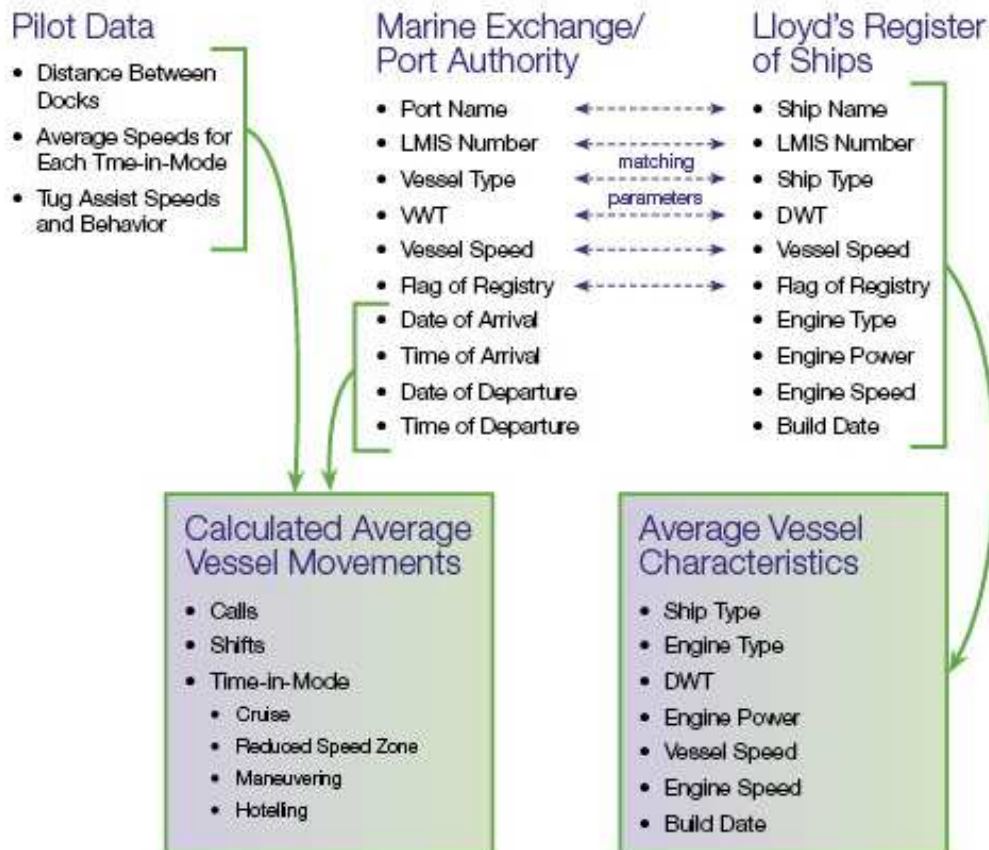 Pilot Data
• Distance Between
Docks
• Average Speeds for
Each Tme-in-Mode
• Tug Assist Speeds
and Behavior
Marine Exchange/
Port Authority
• Port Name
• LMIS Number
• Vessel Type
• VWT
• Vessel Speed
• Flag of Registry
• Date of Arrival
• Time of Arrival
• Date of Departure
• Time of Departure
matching
parameters
Lloyd's Register
of Ships
• Ship Name
• LMIS Number
• Ship Type
• DWT
• Vessel Speed
• Flag of Registry
• Engine Type
• Engine Power
• Engine Speed
• Build Date
Calculated Average
Vessel Movements
• Calls
• Shifts
• Time-in-Mode
• Cruise
• Reduced Speed Zone
• Maneuvering
• Hotelling
Average Vessel
Characteristics
• Ship Type
• Engine Type
• DWT
• Engine Power
• Vessel Speed
• Engine Speed
• Build Date